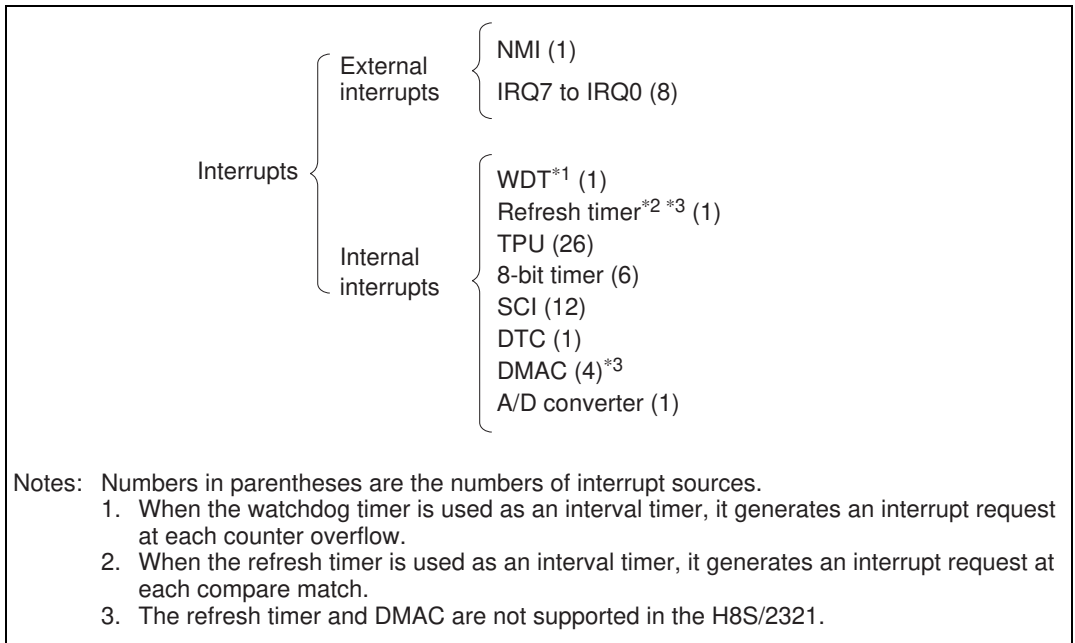 Interrupts
External
interrupts
NMI (1)
IRQ7 to IRQ0 (8)
Internal
interrupts
WDT*1 (1)
Refresh timer*2 *3 (1)
TPU (26)
8-bit timer (6)
SCI (12)
DTC (1)
DMAC (4)*3
A/D converter (1)
Notes: Numbers in parentheses are the numbers of interrupt sources.
1. When the watchdog timer is used as an interval timer, it generates an interrupt request
at each counter overflow.
2. When the refresh timer is used as an interval timer, it generates an interrupt request at
each compare match.
3. The refresh timer and DMAC are not supported in the H8S/2321.